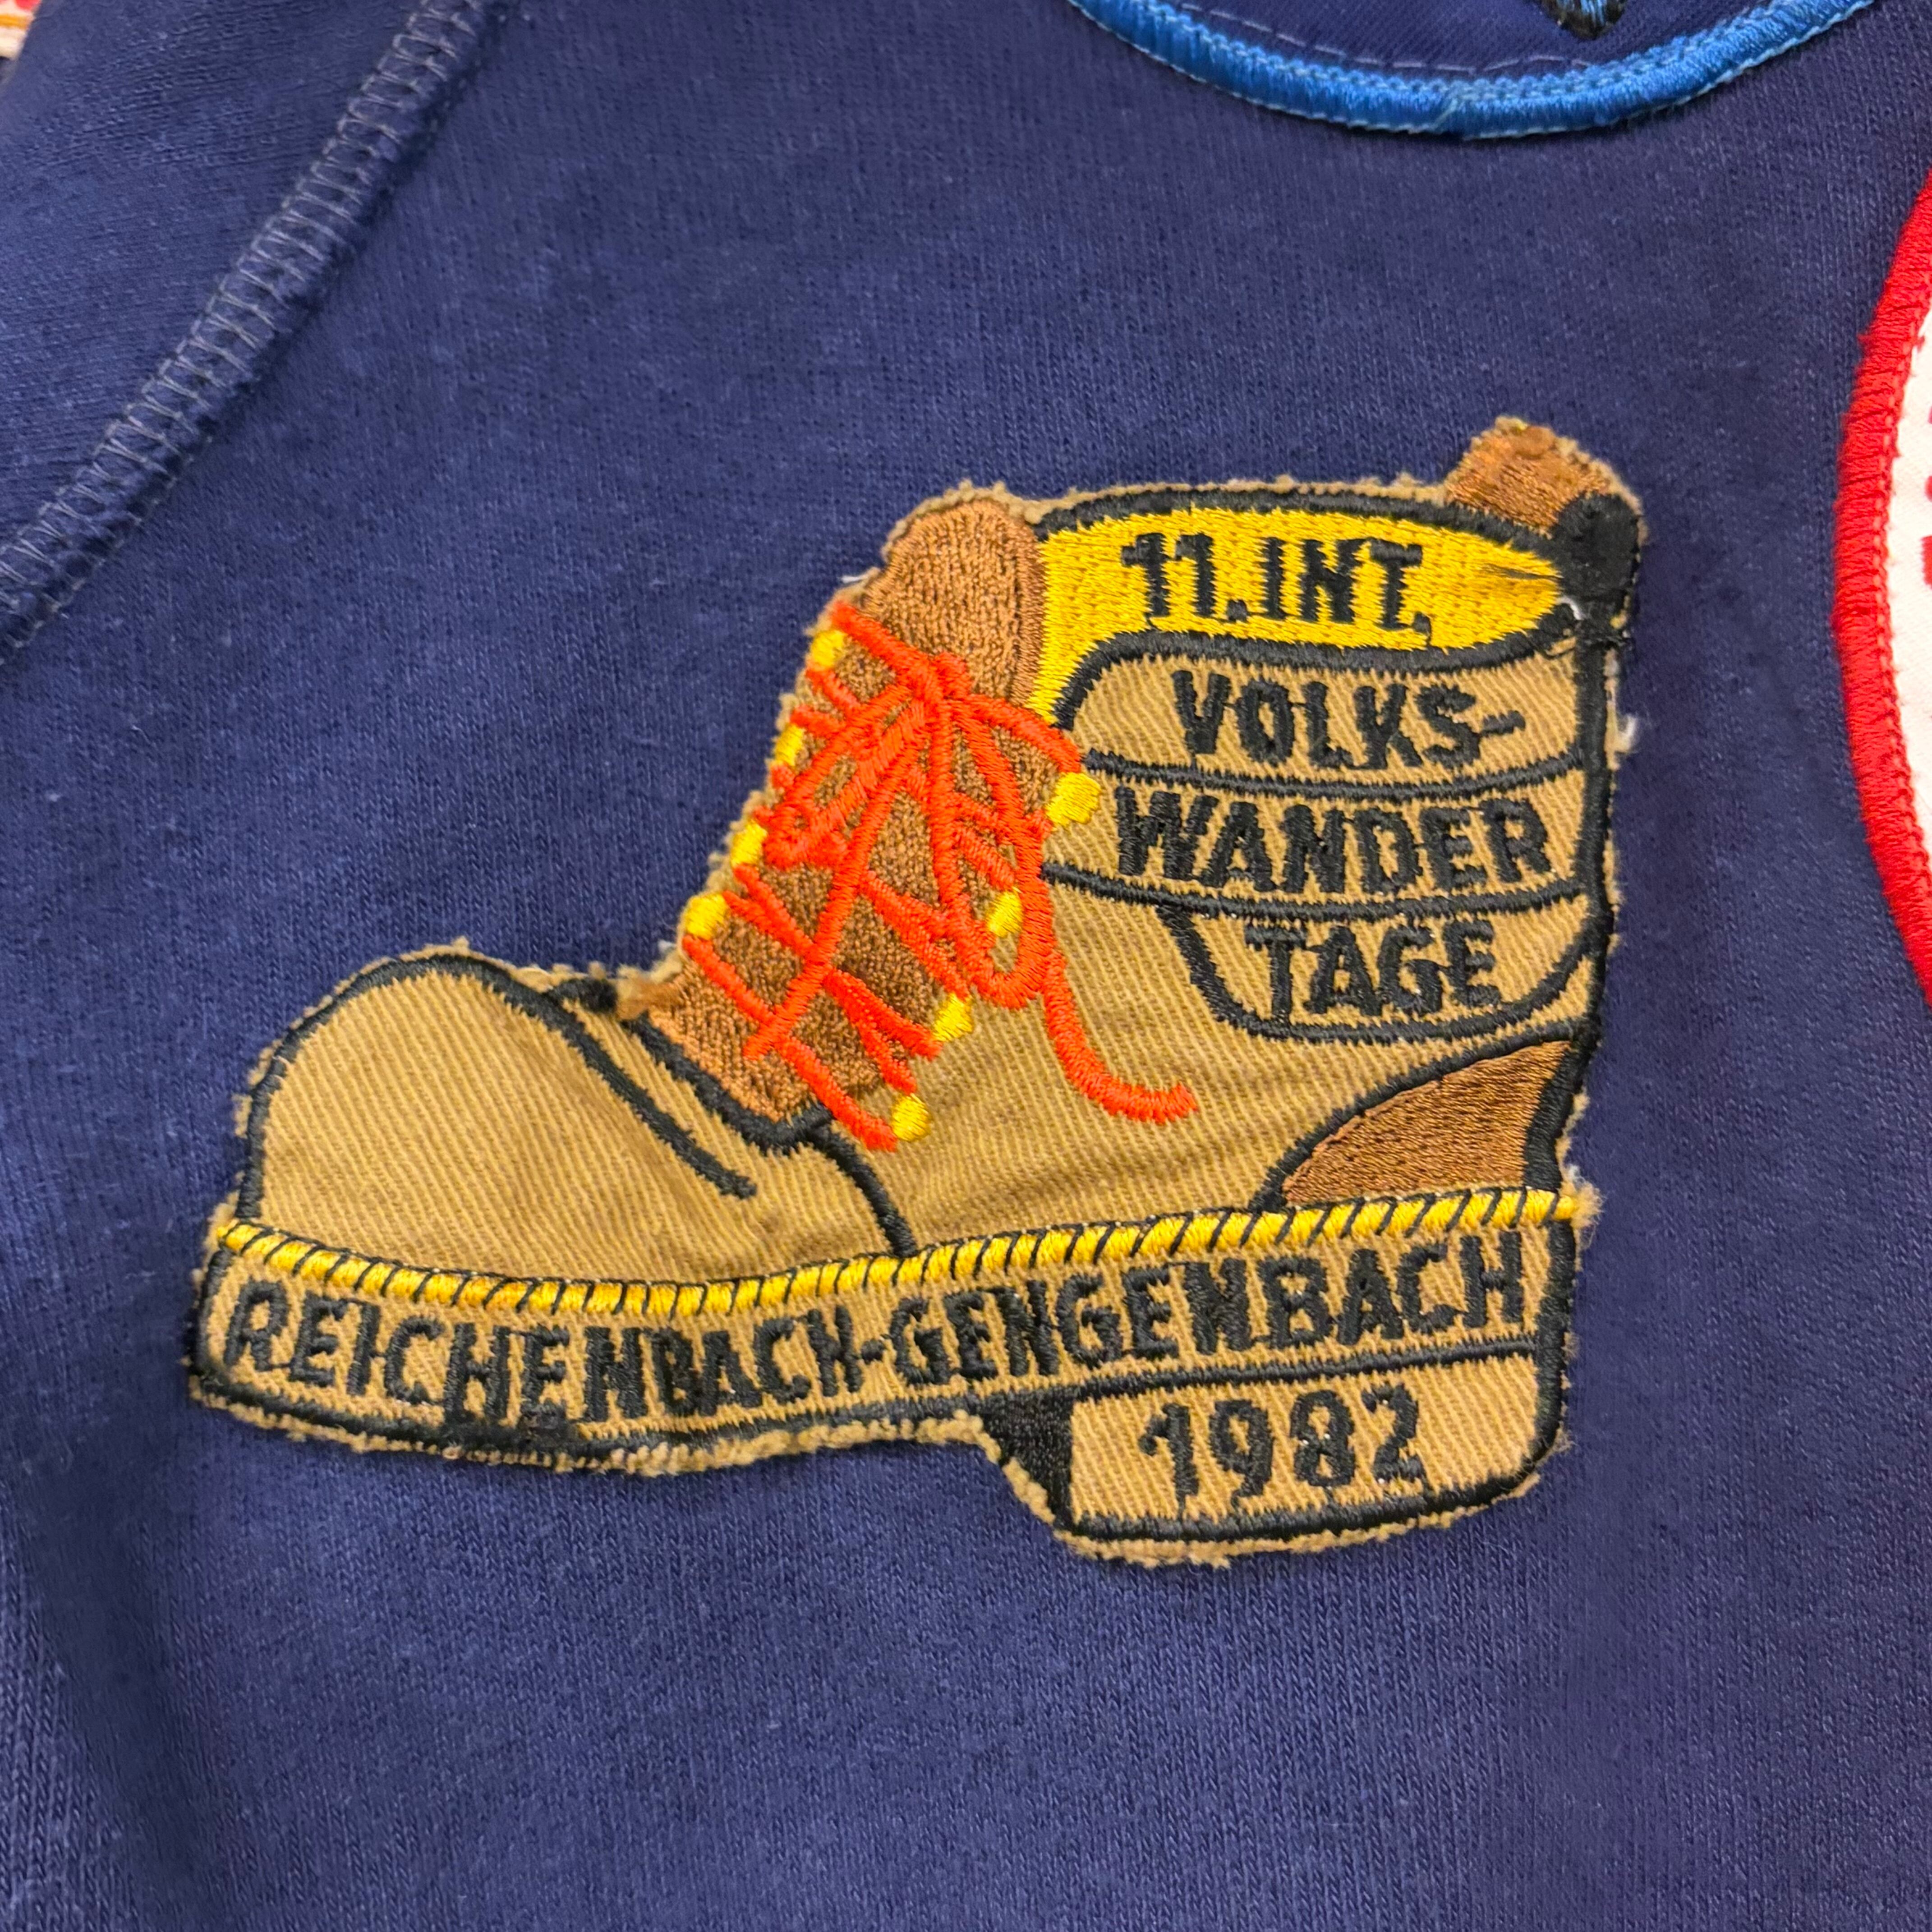 11.INT.
VOLKS-
WANDER
TAGE
REICHENBACH-GENGENBACH
1982